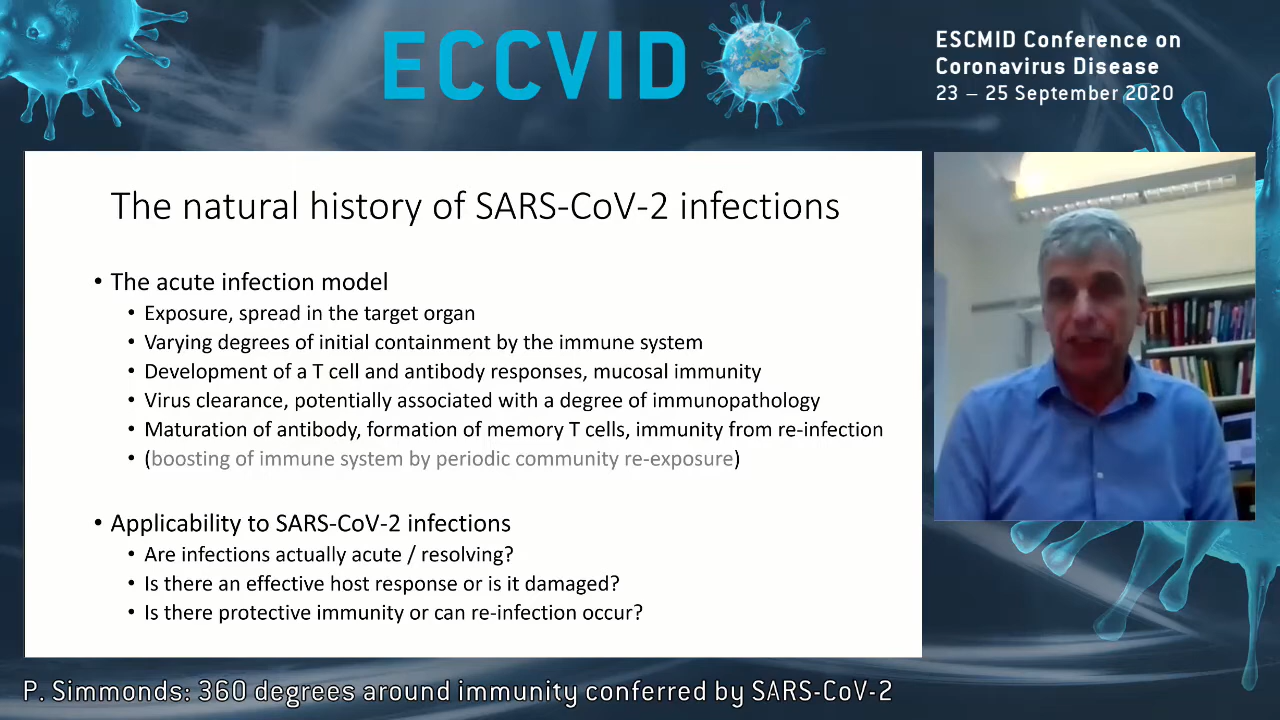 ECCVID
ESCMID Conference on
Coronavirus Disease
23 – 25 September 2020
The natural history of SARS-CoV-2 infections
• The acute infection model
• Exposure, spread in the target organ
• Varying degrees of initial containment by the immune system
• Development of a T cell and antibody responses, mucosal immunity
• Virus clearance, potentially associated with a degree of immunopathology
• Maturation of antibody, formation of memory T cells, immunity from re-infection
• (boosting of immune system by periodic community re-exposure)
• Applicability to SARS-CoV-2 infections
• Are infections actually acute / resolving?
• Is there an effective host response or is it damaged?
• Is there protective immunity or can re-infection occur?
P. Simmonds: 360 degrees around immunity conferred by SARS-CoV-2